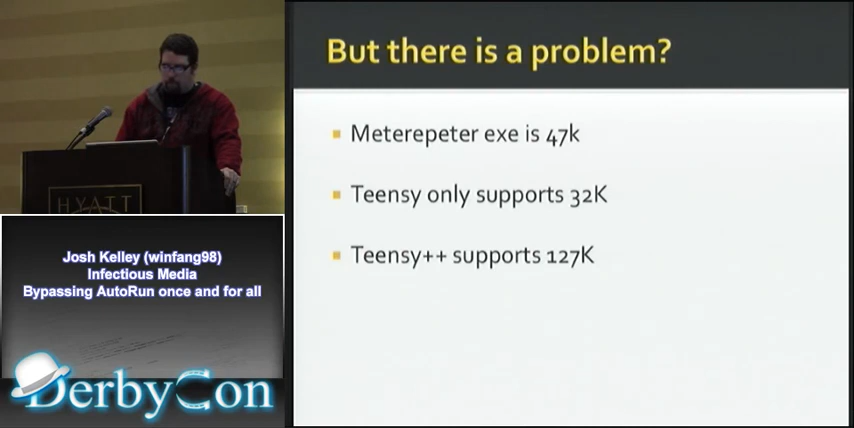 But there is a problem?
Meterepeter exe is 47k
Teensy only supports 32K
Teensy++ supports 127K
HYATT
Josh Kelley (winfang98)
Infectious Media
Bypassing AutoRun once and for all
DerbyCon